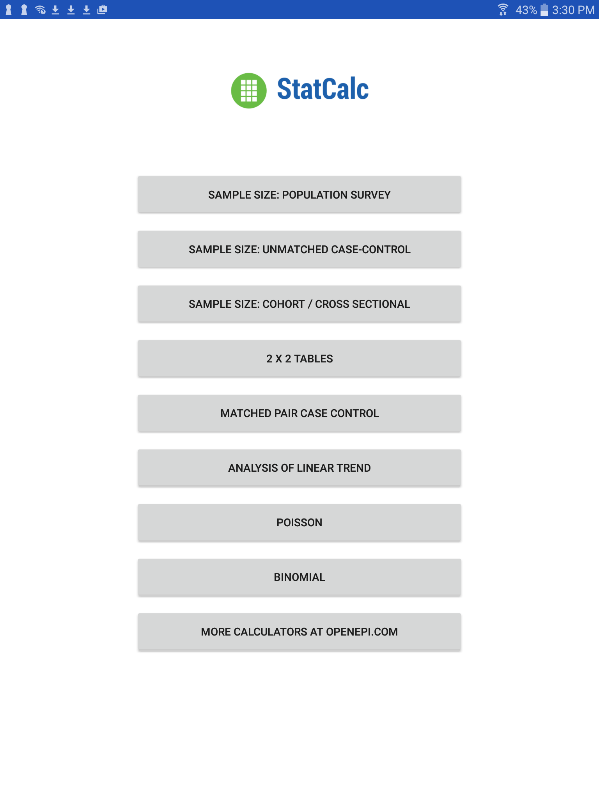 43% 3:30 PM
StatCalc
SAMPLE SIZE: POPULATION SURVEY
SAMPLE SIZE: UNMATCHED CASE-CONTROL
SAMPLE SIZE: COHORT / CROSS SECTIONAL
2 X 2 TABLES
MATCHED PAIR CASE CONTROL
ANALYSIS OF LINEAR TREND
POISSON
BINOMIAL
MORE CALCULATORS AT OPENEPI.COM